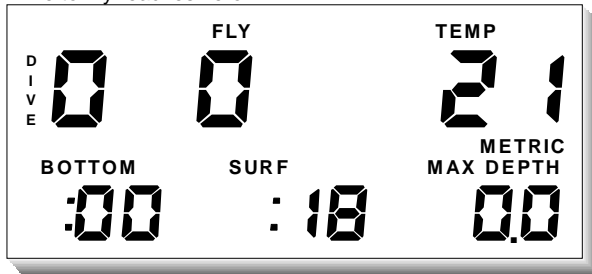 FLY TEMP
DIVE 0 0 21
METRIC
BOTTOM SURF MAX DEPTH
:00 :18 0.0